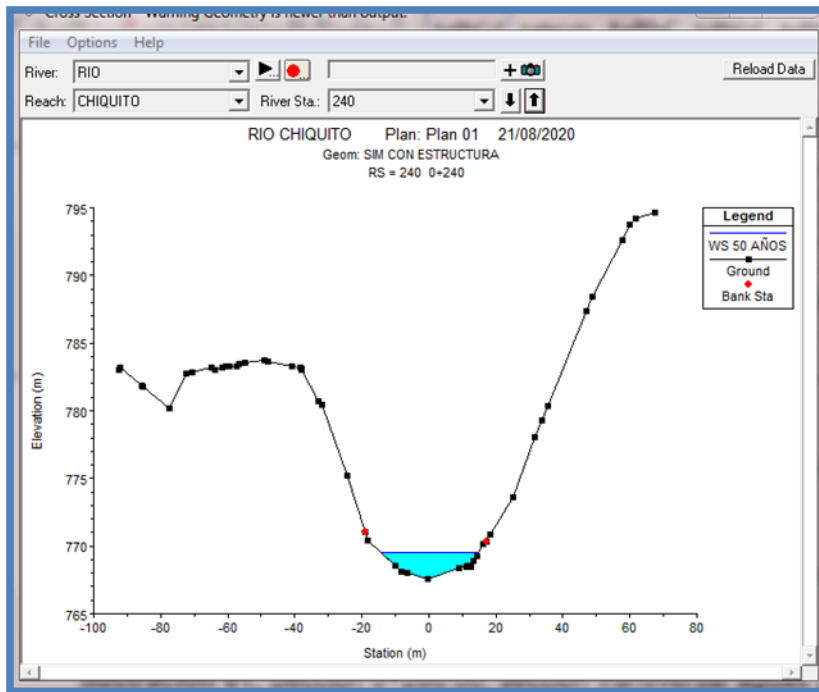 Cross Section - Warning Geometry is newer than output.
File Options Help
River: RIO
Reload Data
Reach: CHIQUITO River Sta.: 240
RIO CHIQUITO Plan: Plan 01 21/08/2020
Geom: SIM CON ESTRUCTURA
RS = 240 0+240
795
790
785
780
775
770
765
Elevation (m)
-100 -80 -60 -40 -20 0 20 40 60 80
Station (m)
Legend
WS 50 AÑOS
Ground
Bank Sta